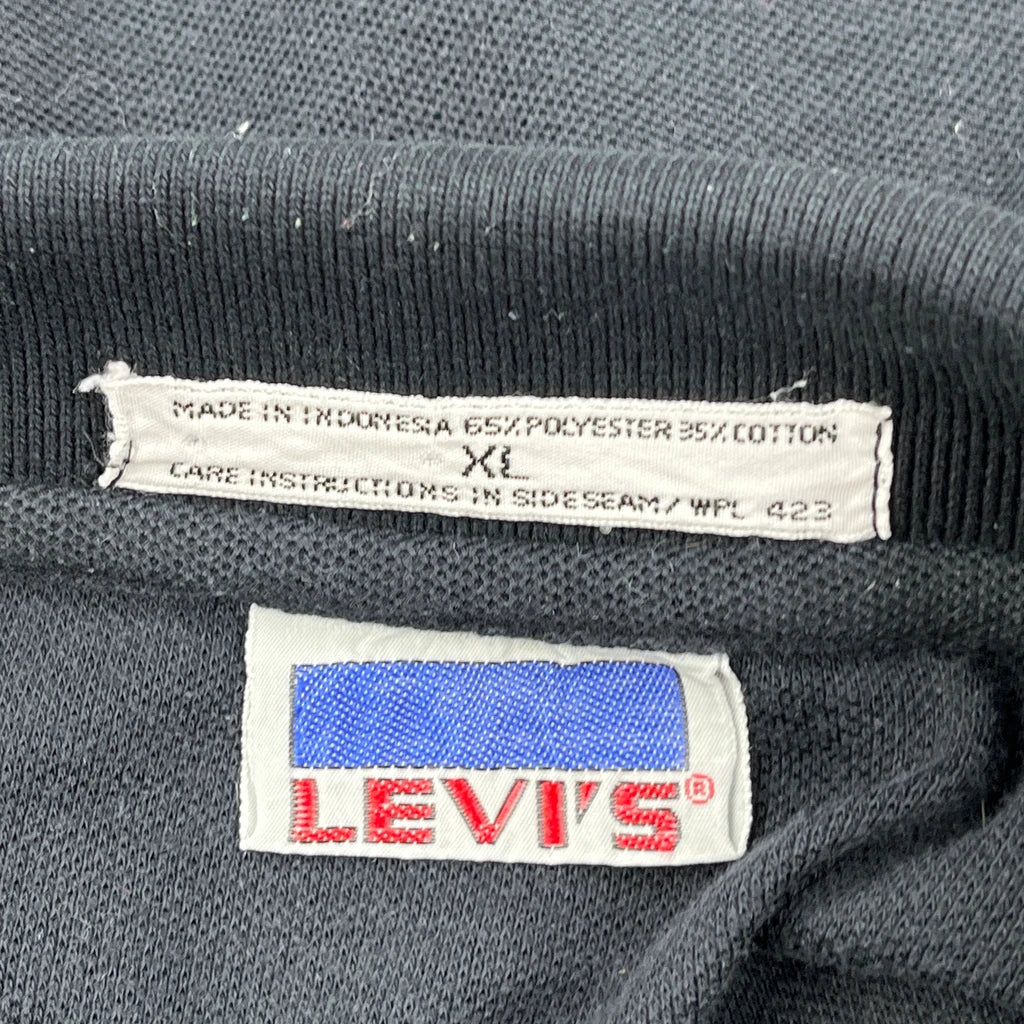 MADE IN INDONESIA 65% POLYESTER 35% COTTON
XL
CARE INSTRUCTIONS IN SIDESEAM/WPL 423
LEVI'S®